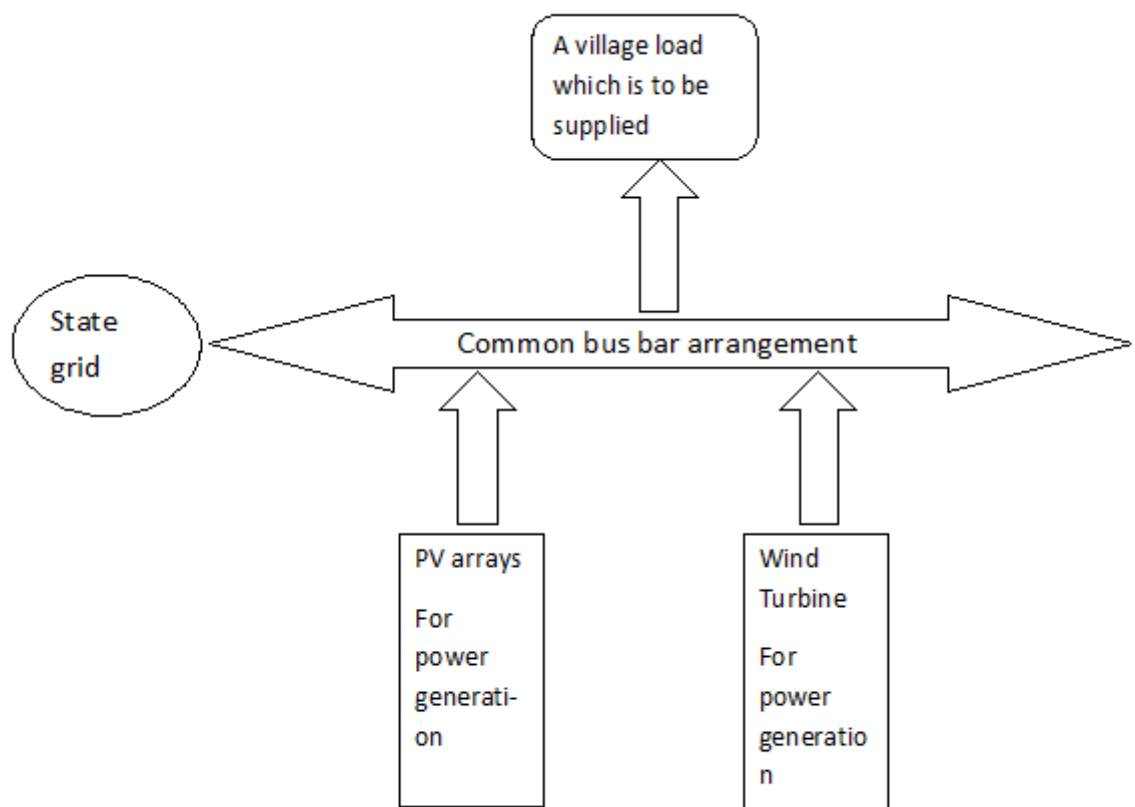 A village load
which is to be
supplied
State
grid
Common bus bar arrangement
PV arrays
For
power
generati-
on
Wind
Turbine
For
power
generatio
n